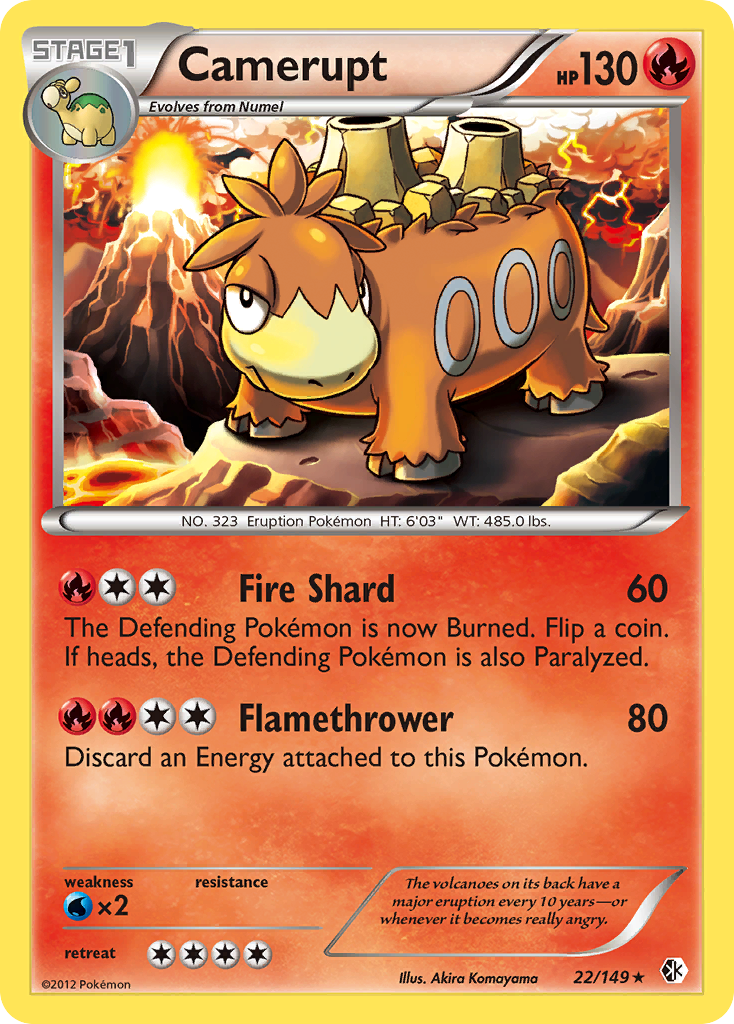 STAGE1
Camerupt
HP130
Evolves from Numel
NO. 323 Eruption Pokémon HT: 6'03" WT: 485.0 lbs.
Fire Shard 60
The Defending Pokémon is now Burned. Flip a coin.
If heads, the Defending Pokémon is also Paralyzed.
Flamethrower 80
Discard an Energy attached to this Pokémon.
weakness resistance
×2
The volcanoes on its back have a
major eruption every 10 years—or
whenever it becomes really angry.
retreat
©2012 Pokémon
Illus. Akira Komayama
22/149 ★